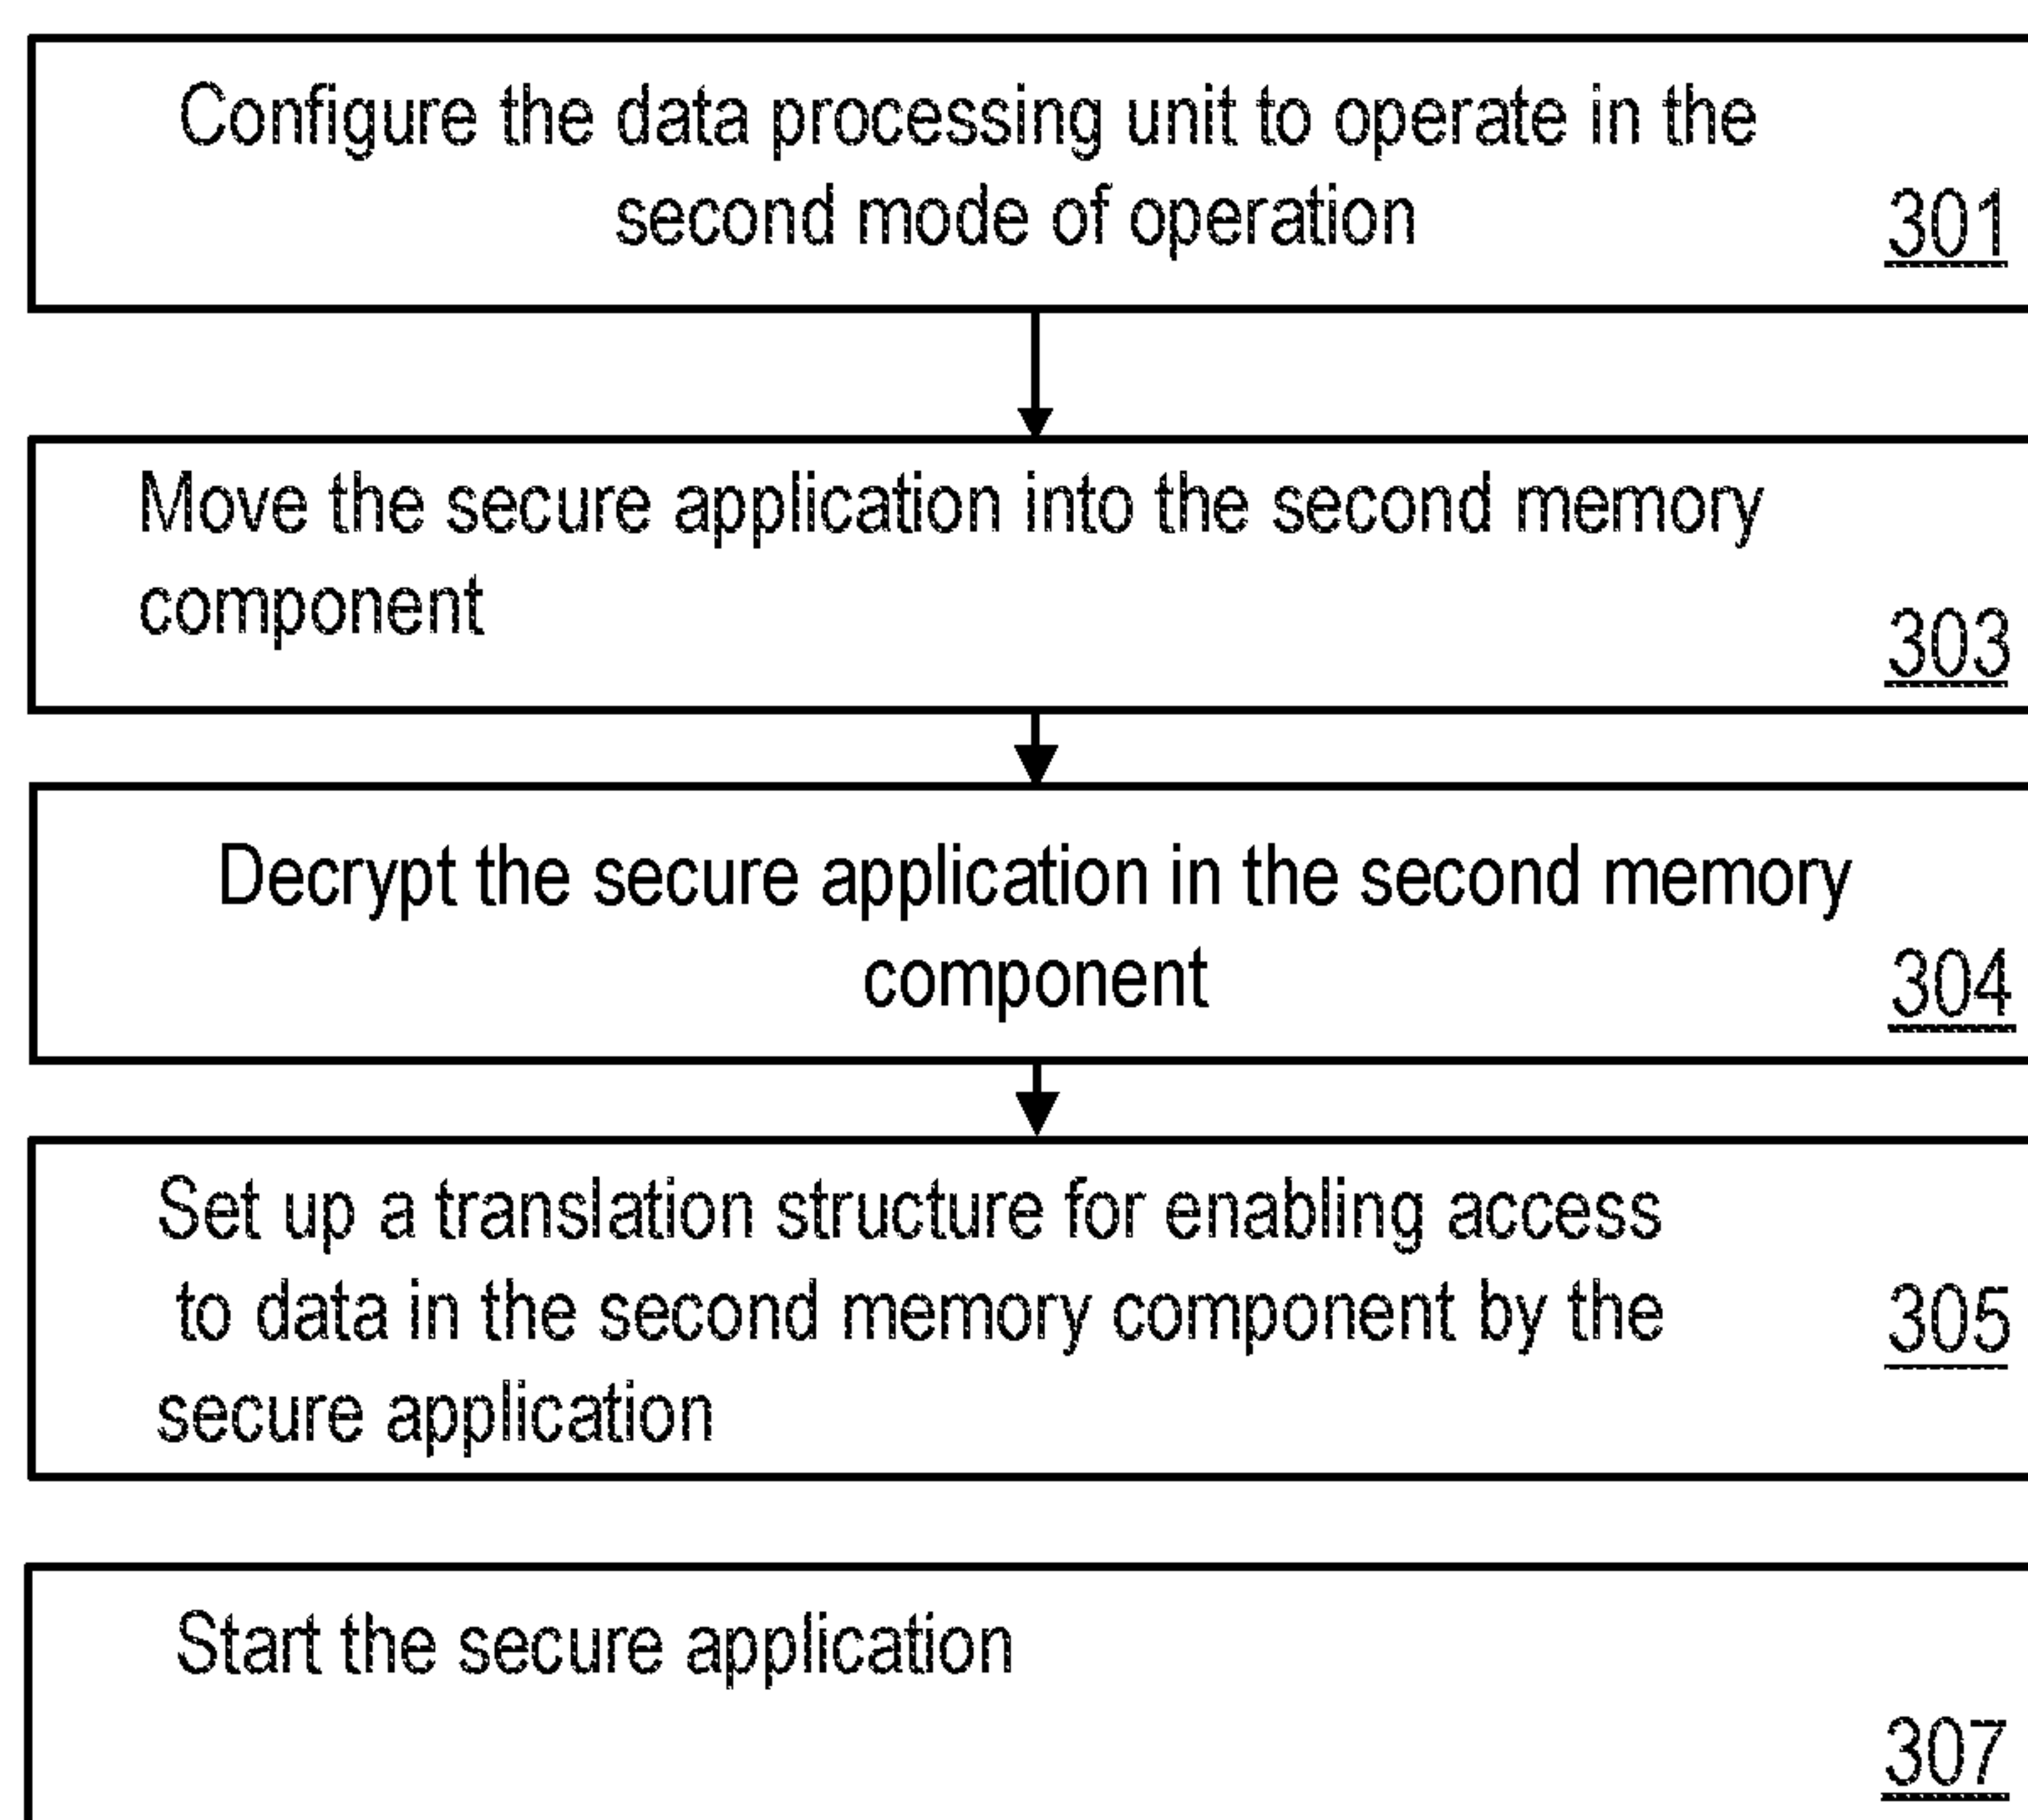 Configure the data processing unit to operate in the
second mode of operation
301
Move the secure application into the second memory
component
303
Decrypt the secure application in the second memory
component
304
Set up a translation structure for enabling access
to data in the second memory component by the
305
secure application
Start the secure application
307